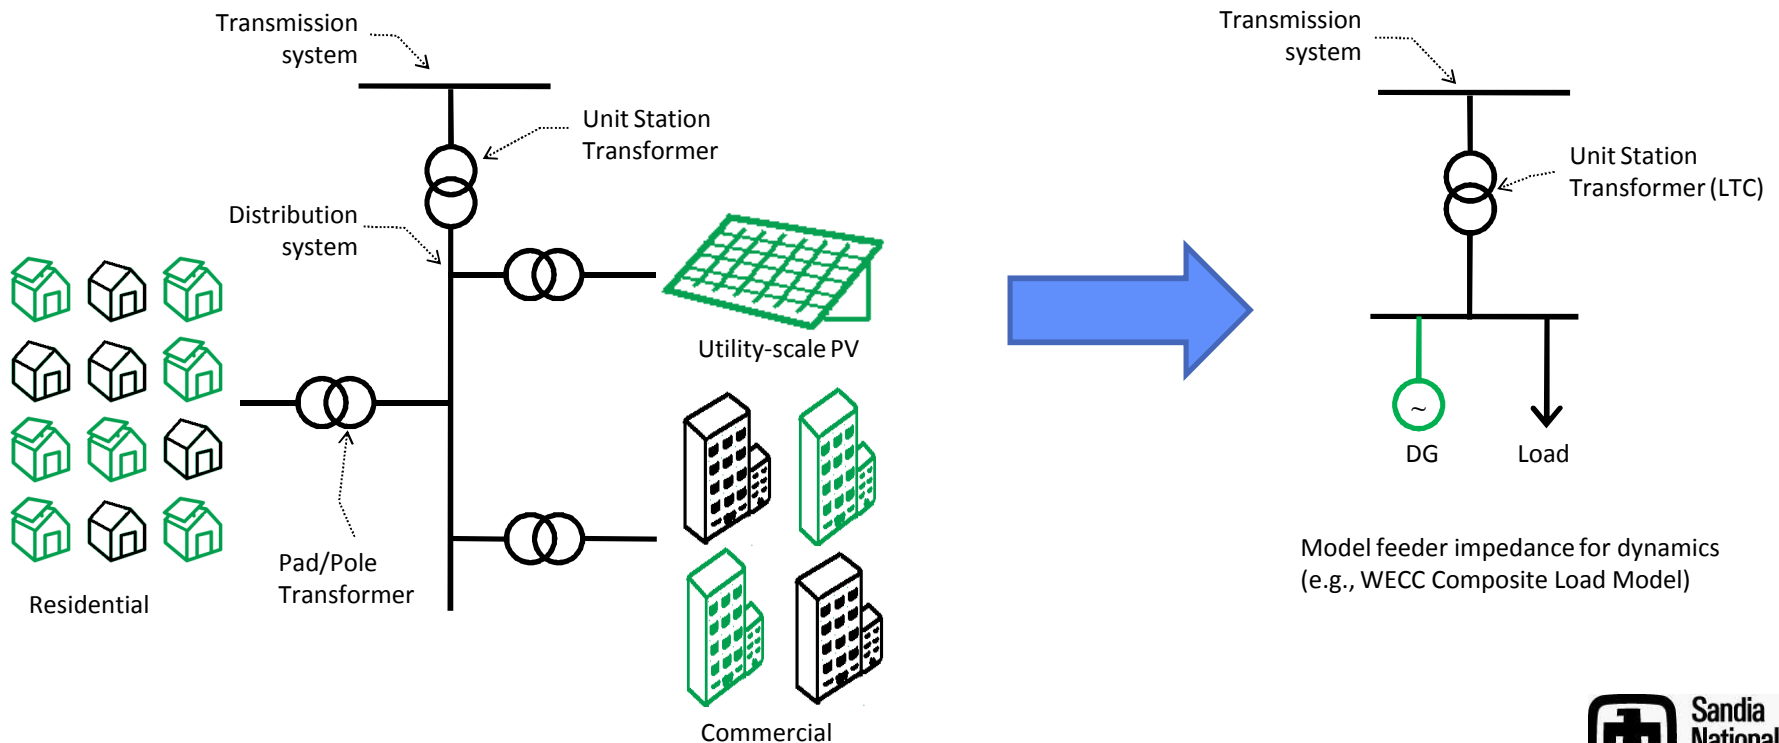 Transmission
system
Unit Station
Transformer
Distribution
system
Utility-scale PV
Pad/Pole
Transformer
Residential
Commercial
Transmission
system
Unit Station
Transformer (LTC)
~
DG
Load
Model feeder impedance for dynamics
(e.g., WECC Composite Load Model)
Sandia
National